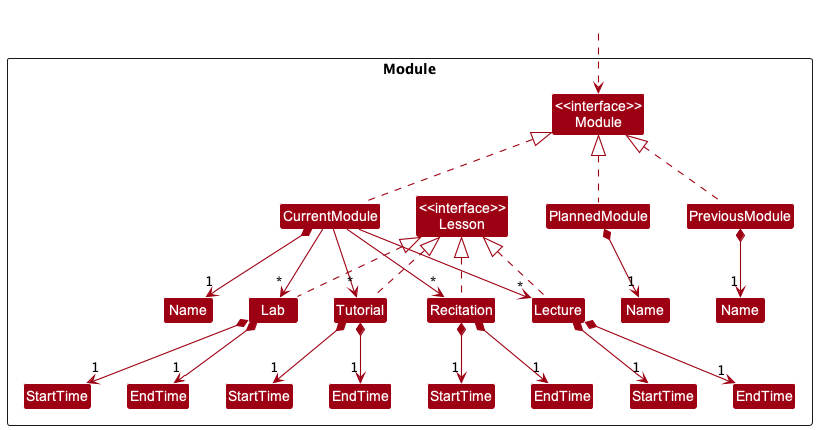 Module
<<interface>>
Module
CurrentModule
<<interface>>
Lesson
PlannedModule
PreviousModule
1
*
*
*
*
1
1
Name
Lab
Tutorial
Recitation
Lecture
Name
Name
1
1
1
1
1
1
1
1
StartTime
EndTime
StartTime
EndTime
StartTime
EndTime
StartTime
EndTime